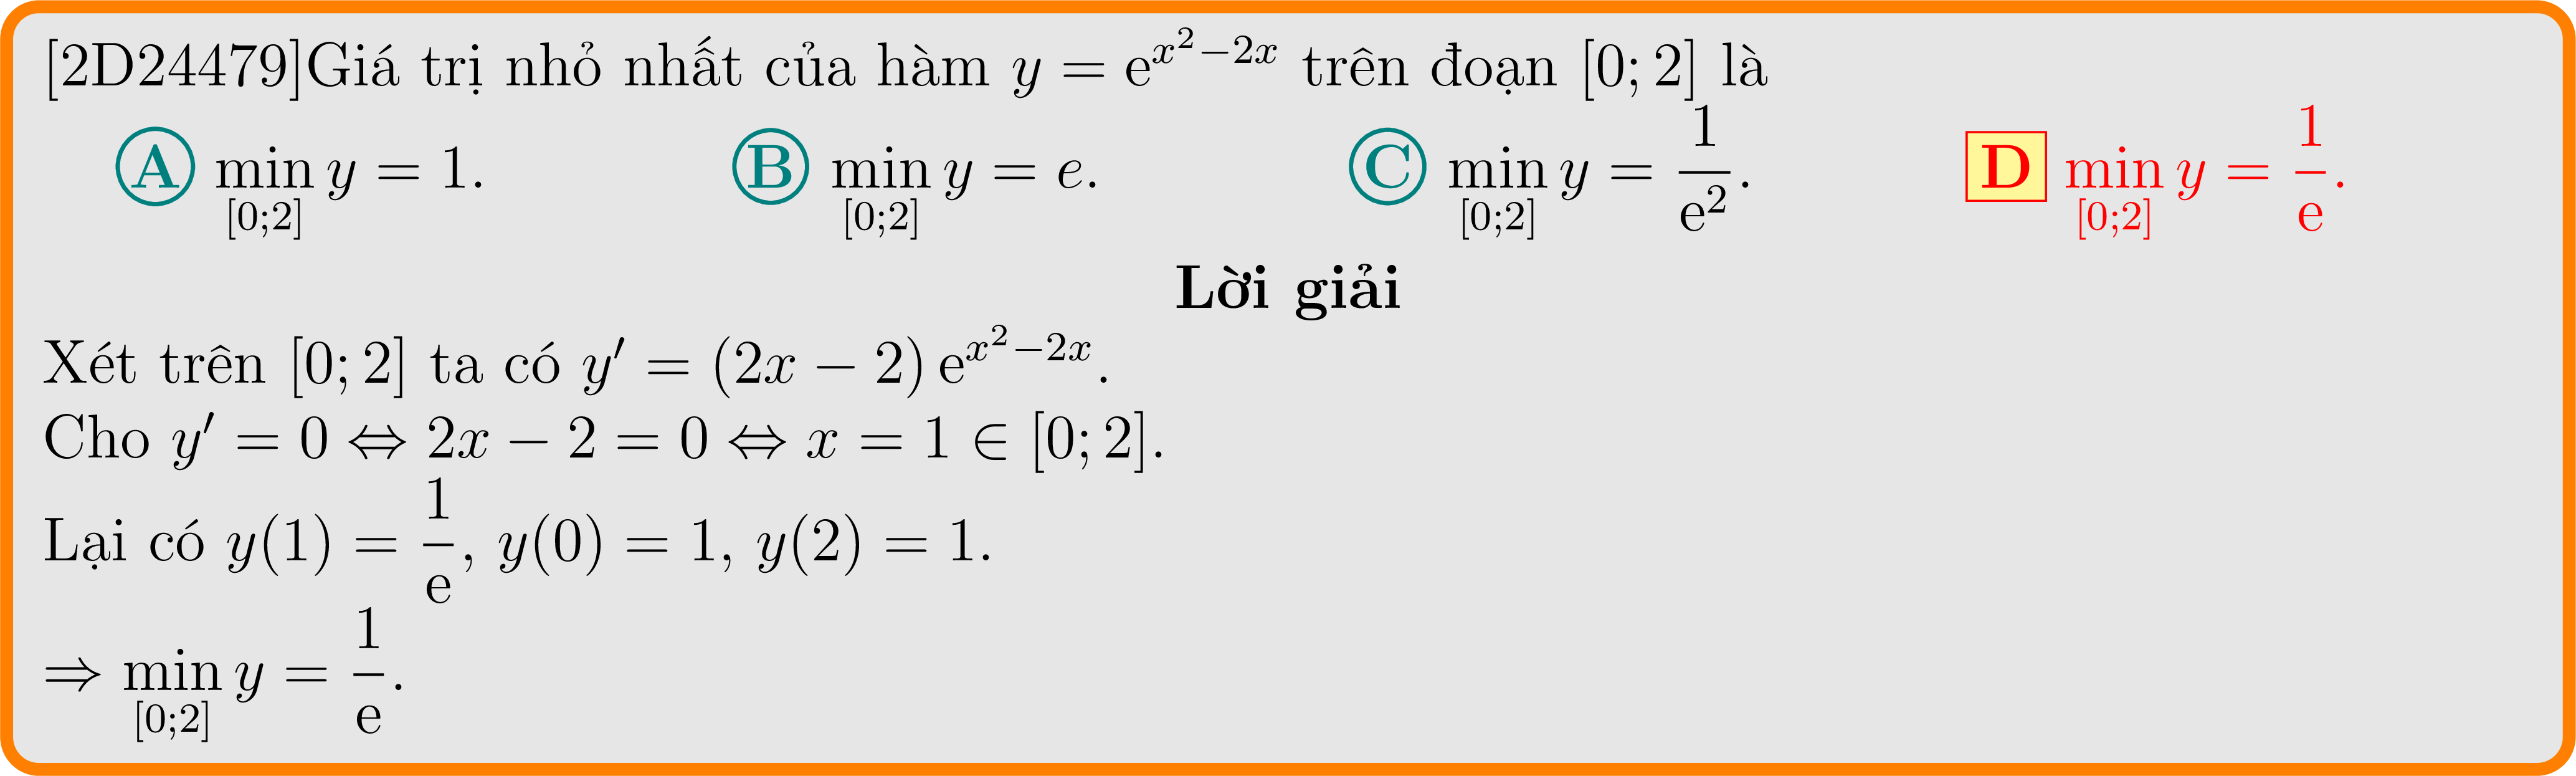 [2D24479]Giá trị nhỏ nhất của hàm $y = \mathrm{e}^{x^2-2x}$ trên đoạn $[0;2]$ là
A $\min\limits_{[0;2]} y = 1$. B $\min\limits_{[0;2]} y = e$. C $\min\limits_{[0;2]} y = \dfrac{1}{\mathrm{e}^2}$. D $\min\limits_{[0;2]} y = \dfrac{1}{\mathrm{e}}$.
Lời giải
Xét trên $[0;2]$ ta có $y' = (2x-2)\,\mathrm{e}^{x^2-2x}$.
Cho $y' = 0 \Leftrightarrow 2x-2 = 0 \Leftrightarrow x = 1 \in [0;2]$.
Lại có $y(1) = \dfrac{1}{\mathrm{e}}$, $y(0) = 1$, $y(2) = 1$.
$\Rightarrow \min\limits_{[0;2]} y = \dfrac{1}{\mathrm{e}}$.